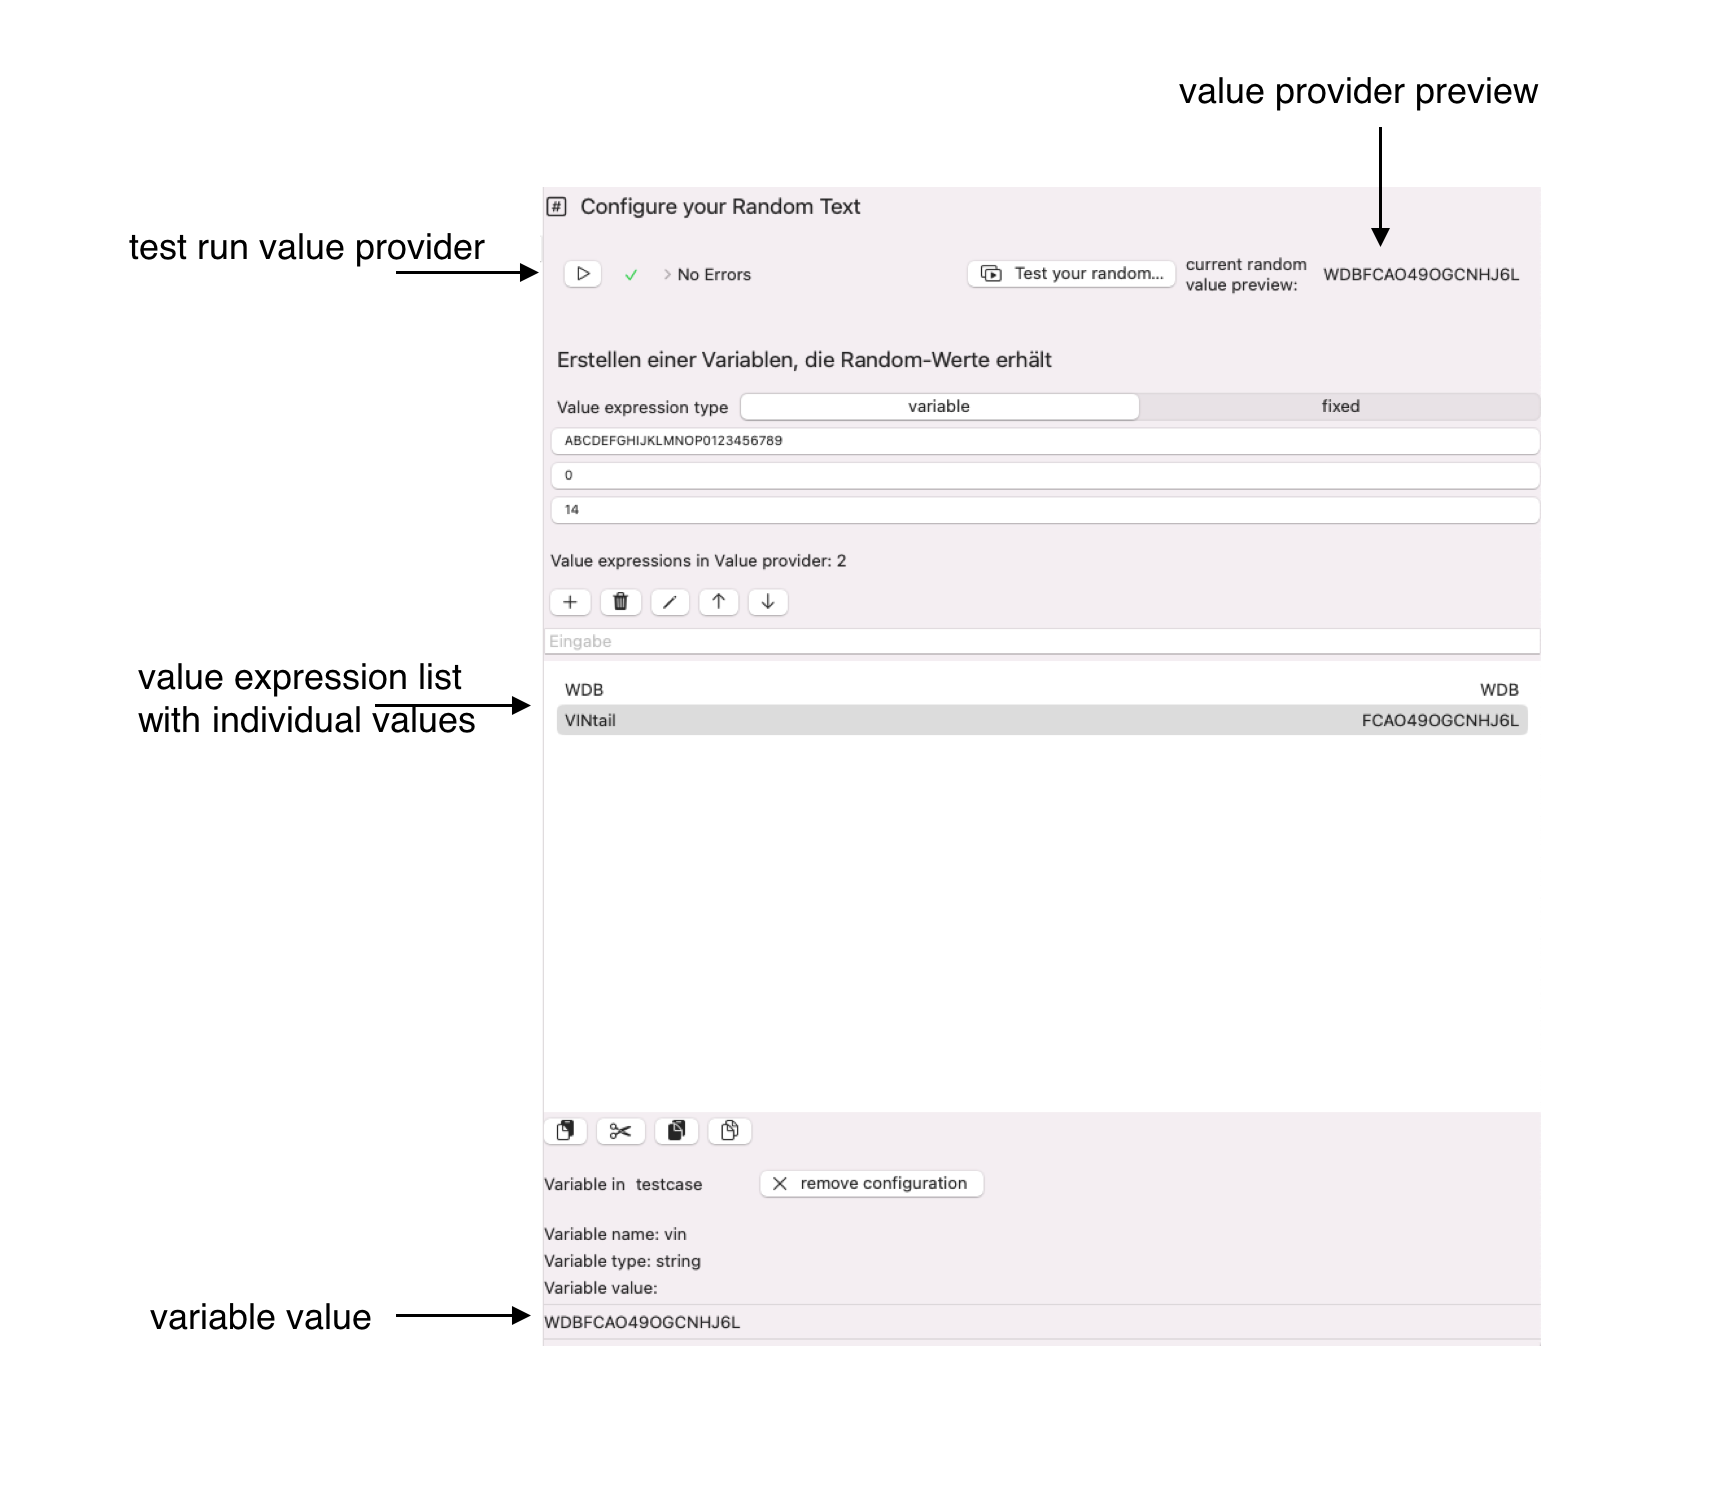 value provider preview
# Configure your Random Text
test run value provider
No Errors
Test your random...
current random
value preview:
WDBFCAO49OGCNHJ6L
Erstellen einer Variablen, die Random-Werte erhält
Value expression type
variable
fixed
ABCDEFGHIJKLMNOP0123456789
0
14
Value expressions in Value provider: 2
Eingabe
value expression list
with individual values
WDB
WDB
VINtail
FCAO49OGCNHJ6L
Variable in testcase
remove configuration
Variable name: vin
Variable type: string
Variable value:
variable value
WDBFCAO49OGCNHJ6L